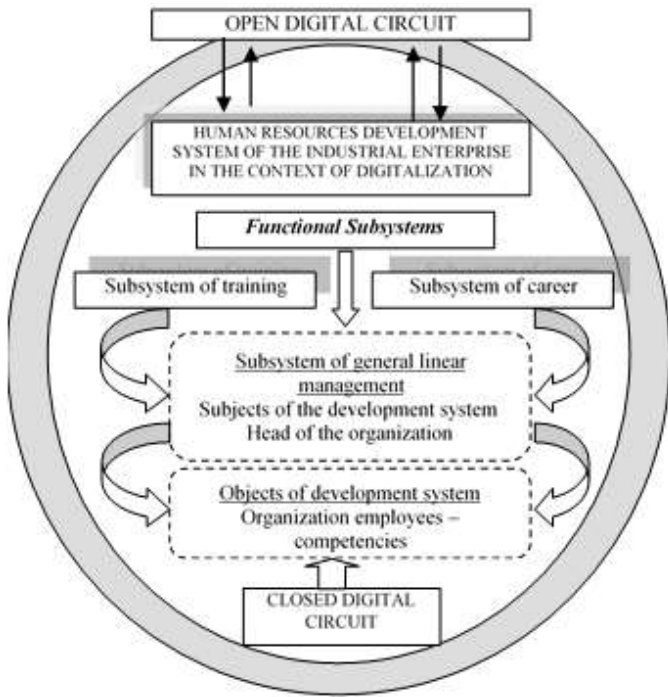 OPEN DIGITAL CIRCUIT
HUMAN RESOURCES DEVELOPMENT
SYSTEM OF THE INDUSTRIAL ENTERPRISE
IN THE CONTEXT OF DIGITALIZATION
Functional Subsystems
Subsystem of training
Subsystem of career
Subsystem of general linear
management
Subjects of the development system
Head of the organization
Objects of development system
Organization employees –
competencies
CLOSED DIGITAL
CIRCUIT